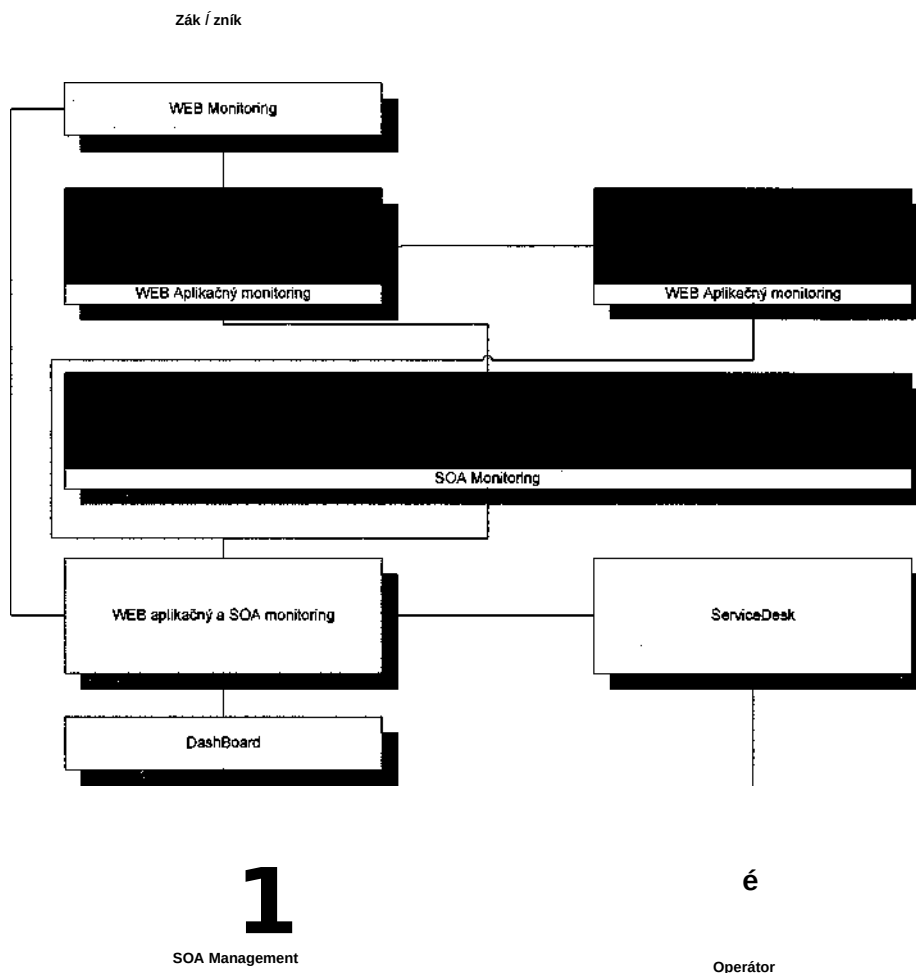 Zák Í zník
WEB Monitoring
WEB Aplikačný monitoring
WEB Aplikačný monitoring
SOA Monitoring
WEB aplikačný a SOA monitoring
ServiceDesk
DashBoard
1
é
SOA Management
Operátor